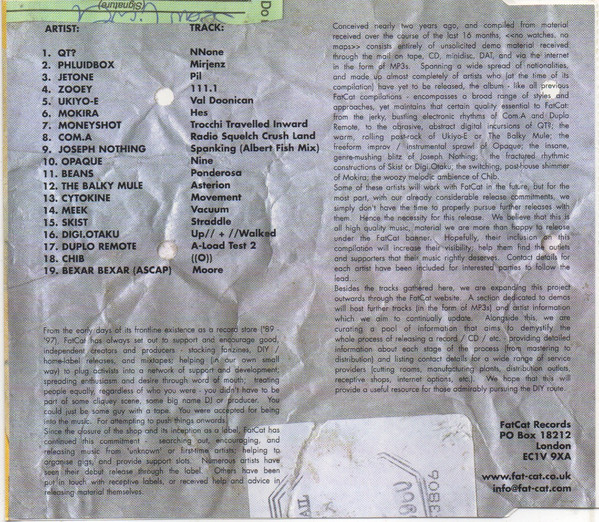 (Signature)
Do
ARTIST: TRACK:
1. QT? NNone
2. PHLUIDBOX Mirjenz
3. JETONE Pil
4. ZOOEY 111.1
5. UKIYO-E Val Doonican
6. MOKIRA Hes
7. MONEYSHOT Trocchi Travelled Inward
8. COM.A Radio Squelch Crush Land
9. JOSEPH NOTHING Spanking (Albert Fish Mix)
10. OPAQUE Nine
11. BEANS Ponderosa
12. THE BALKY MULE Asterion
13. CYTOKINE Movement
14. MEEK Vacuum
15. SKIST Straddle
16. DIGI.OTAKU Up// + //Walked
17. DUPLO REMOTE A-Load Test 2
18. CHIB ((O))
19. BEXAR BEXAR (ASCAP) Moore
From the early days of its frontline existence as a record store ('89 -
'97), FatCat has always set out to support and encourage good,
independent creators and producers - stocking fanzines, DIY /
home-label releases, and mixtapes; helping (in our own small
way) to plug activists into a network of support and development;
spreading enthusiasm and desire through word of mouth; treating
people equally, regardless of who you were - you didn't have to be
part of some cliquey scene, some big name DJ or producer. You
could just be some guy with a tape. You were accepted for being
into the music. For attempting to push things onwards.
Since the closure of the shop and its inception as a label, FatCat has
continued this commitment - searching out, encouraging, and
releasing music from 'unknown' or first-time artists; helping to
organise gigs, and provide support slots. Numerous artists have
seen their debut release through the label. Others have been
put in touch with receptive labels, or received help and advice in
releasing material themselves.
Conceived nearly two years ago, and compiled from material
received over the course of the last 16 months, <<no watches, no
maps>> consists entirely of unsolicited demo material received
through the mail on tape, CD, minidisc, DAT, and via the internet
in the form of MP3s. Spanning a wide spread of nationalities,
and made up almost completely of artists who (at the time of its
compilation) have yet to be released, the album - like all previous
FatCat compilations - encompasses a broad range of styles and
approaches, yet maintains that certain quality essential to FatCat:
from the jerky, bustling electronic rhythms of Com.A and Duplo
Remote, to the abrasive, abstract digital incursions of QT?; the
warm, rolling post-rock of Ukiyo-E or The Balky Mule; the
freeform improv / instrumental sprawl of Opaque; the insane,
genre-mushing blitz of Joseph Nothing; the fractured rhythmic
constructions of Skist or Digi.Otaku, the switching, post-house shimmer
of Mokira; the woozy melodic ambience of Chib.
Some of these artists will work with FatCat in the future, but for the
most part, with our already considerable release commitments, we
simply don't have the time to properly pursue further releases with
them. Hence the necessity for this release. We believe that this is
all high quality music, material we are more than happy to release
under the FatCat banner. Hopefully, their inclusion on this
compilation will increase their visibility, help them find the outlets
and supporters that their music rightly deserves. Contact details for
each artist have been included for interested parties to follow the
lead...
Besides the tracks gathered here, we are expanding this project
outwards through the FatCat website. A section dedicated to demos
will host further tracks (in the form of MP3s) and artist information
which we aim to continually update. Alongside this, we are
curating a pool of information that aims to demystify the
whole process of releasing a record / CD / etc. - providing detailed
information about each stage of the process (from mastering to
distribution) and listing contact details for a wide range of service
providers (cutting rooms, manufacturing plants, distribution outlets,
receptive shops, internet options, etc.). We hope that this will
provide a useful resource for those admirably pursuing the DIY route.
FatCat Records
PO Box 18212
London
EC1V 9XA
www.fat-cat.co.uk
info@fat-cat.com
3806